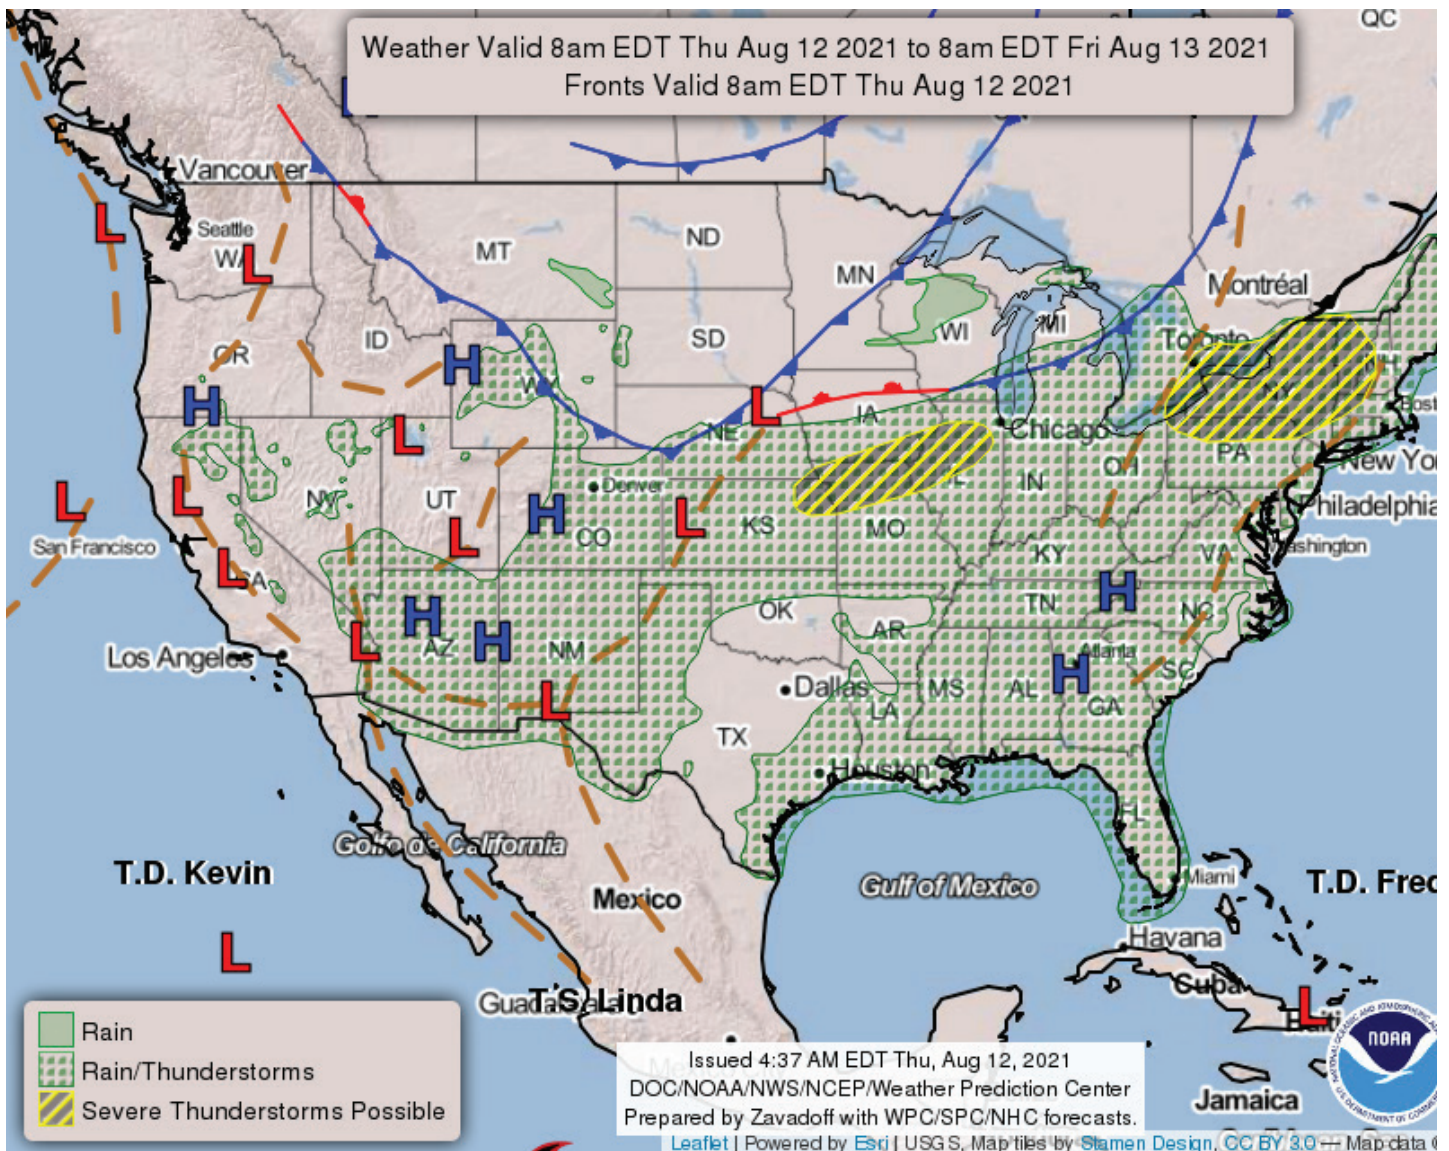 QC
Weather Valid 8am EDT Thu Aug 12 2021 to 8am EDT Fri Aug 13 2021
Fronts Valid 8am EDT Thu Aug 12 2021
Vancouver
Seattle
WA
L
L
MT
ND
MN
Montréal
OR
ID
H
H
WY
SD
WI
MI
Toronto
NY
NH
L
NE
L
IA
Chicago
Boston
L
L
San Francisco
NV
UT
L
H
Denver
CO
L
KS
IL
MO
IN
OH
PA
New Yo
Philadelphia
Washington
L
CA
KY
VA
H
AZ
H
NM
OK
AR
TN
H
NC
Los Angeles
L
L
Dallas
TX
LA
MS
AL
H
Atlanta
GA
SC
Houston
FL
Golfo de California
T.D. Kevin
Mexico
Gulf of Mexico
Miami
T.D. Fred
L
Havana
Cuba
T.S. Linda
L
Haiti
NOAA
Jamaica
Rain
Rain/Thunderstorms
Severe Thunderstorms Possible
Mexico City
Issued 4:37 AM EDT Thu, Aug 12, 2021
DOC/NOAA/NWS/NCEP/Weather Prediction Center
Prepared by Zavadoff with WPC/SPC/NHC forecasts.
Leaflet | Powered by Esri | USGS, Map tiles by Stamen Design, CC BY 3.0 — Map data ©